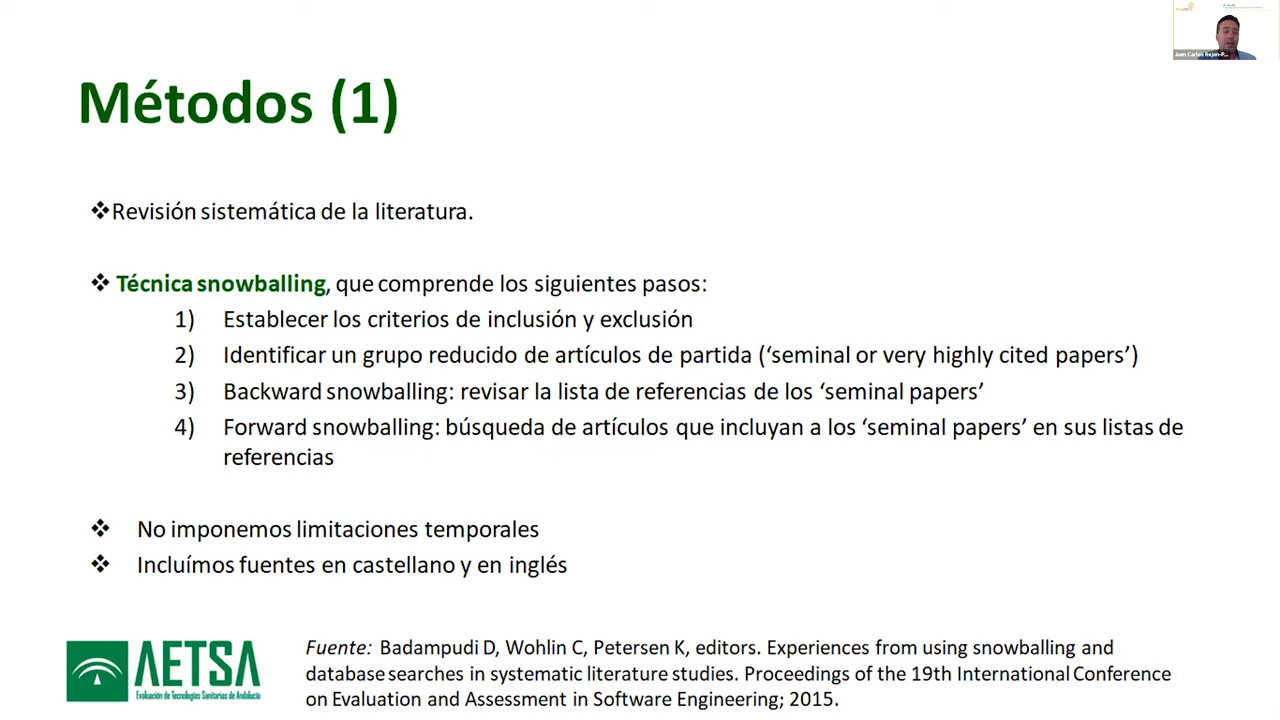 Juan Carlos Rejon-P...
Métodos (1)
❖Revisión sistemática de la literatura.
❖ Técnica snowballing, que comprende los siguientes pasos:
1) Establecer los criterios de inclusión y exclusión
2) Identificar un grupo reducido de artículos de partida (‘seminal or very highly cited papers’)
3) Backward snowballing: revisar la lista de referencias de los ‘seminal papers’
4) Forward snowballing: búsqueda de artículos que incluyan a los ‘seminal papers’ en sus listas de
referencias
❖ No imponemos limitaciones temporales
❖ Incluímos fuentes en castellano y en inglés
AETSA
Evaluación de Tecnologías Sanitarias de Andalucía
Fuente: Badampudi D, Wohlin C, Petersen K, editors. Experiences from using snowballing and
database searches in systematic literature studies. Proceedings of the 19th International Conference
on Evaluation and Assessment in Software Engineering; 2015.